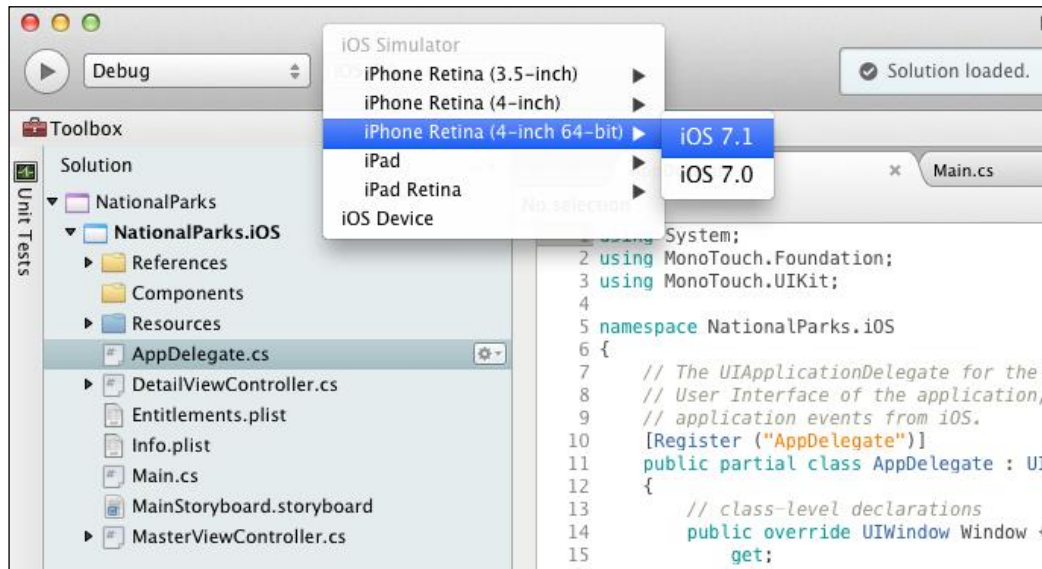 Debug
Solution loaded.
iOS Simulator
iPhone Retina (3.5-inch)
iPhone Retina (4-inch)
iPhone Retina (4-inch 64-bit)
iPad
iPad Retina
iOS Device
iOS 7.1
iOS 7.0
Toolbox
Unit Tests
Solution
NationalParks
NationalParks.iOS
References
Components
Resources
AppDelegate.cs
DetailViewController.cs
Entitlements.plist
Info.plist
Main.cs
MainStoryboard.storyboard
MasterViewController.cs
Main.cs
No selection
1 using System;
2 using MonoTouch.Foundation;
3 using MonoTouch.UIKit;
4
5 namespace NationalParks.iOS
6 {
7 // The UIApplicationDelegate for the
8 // User Interface of the application,
9 // application events from iOS.
10 [Register ("AppDelegate")]
11 public partial class AppDelegate : UI
12 {
13 // class-level declarations
14 public override UIWindow Window {
15 get;